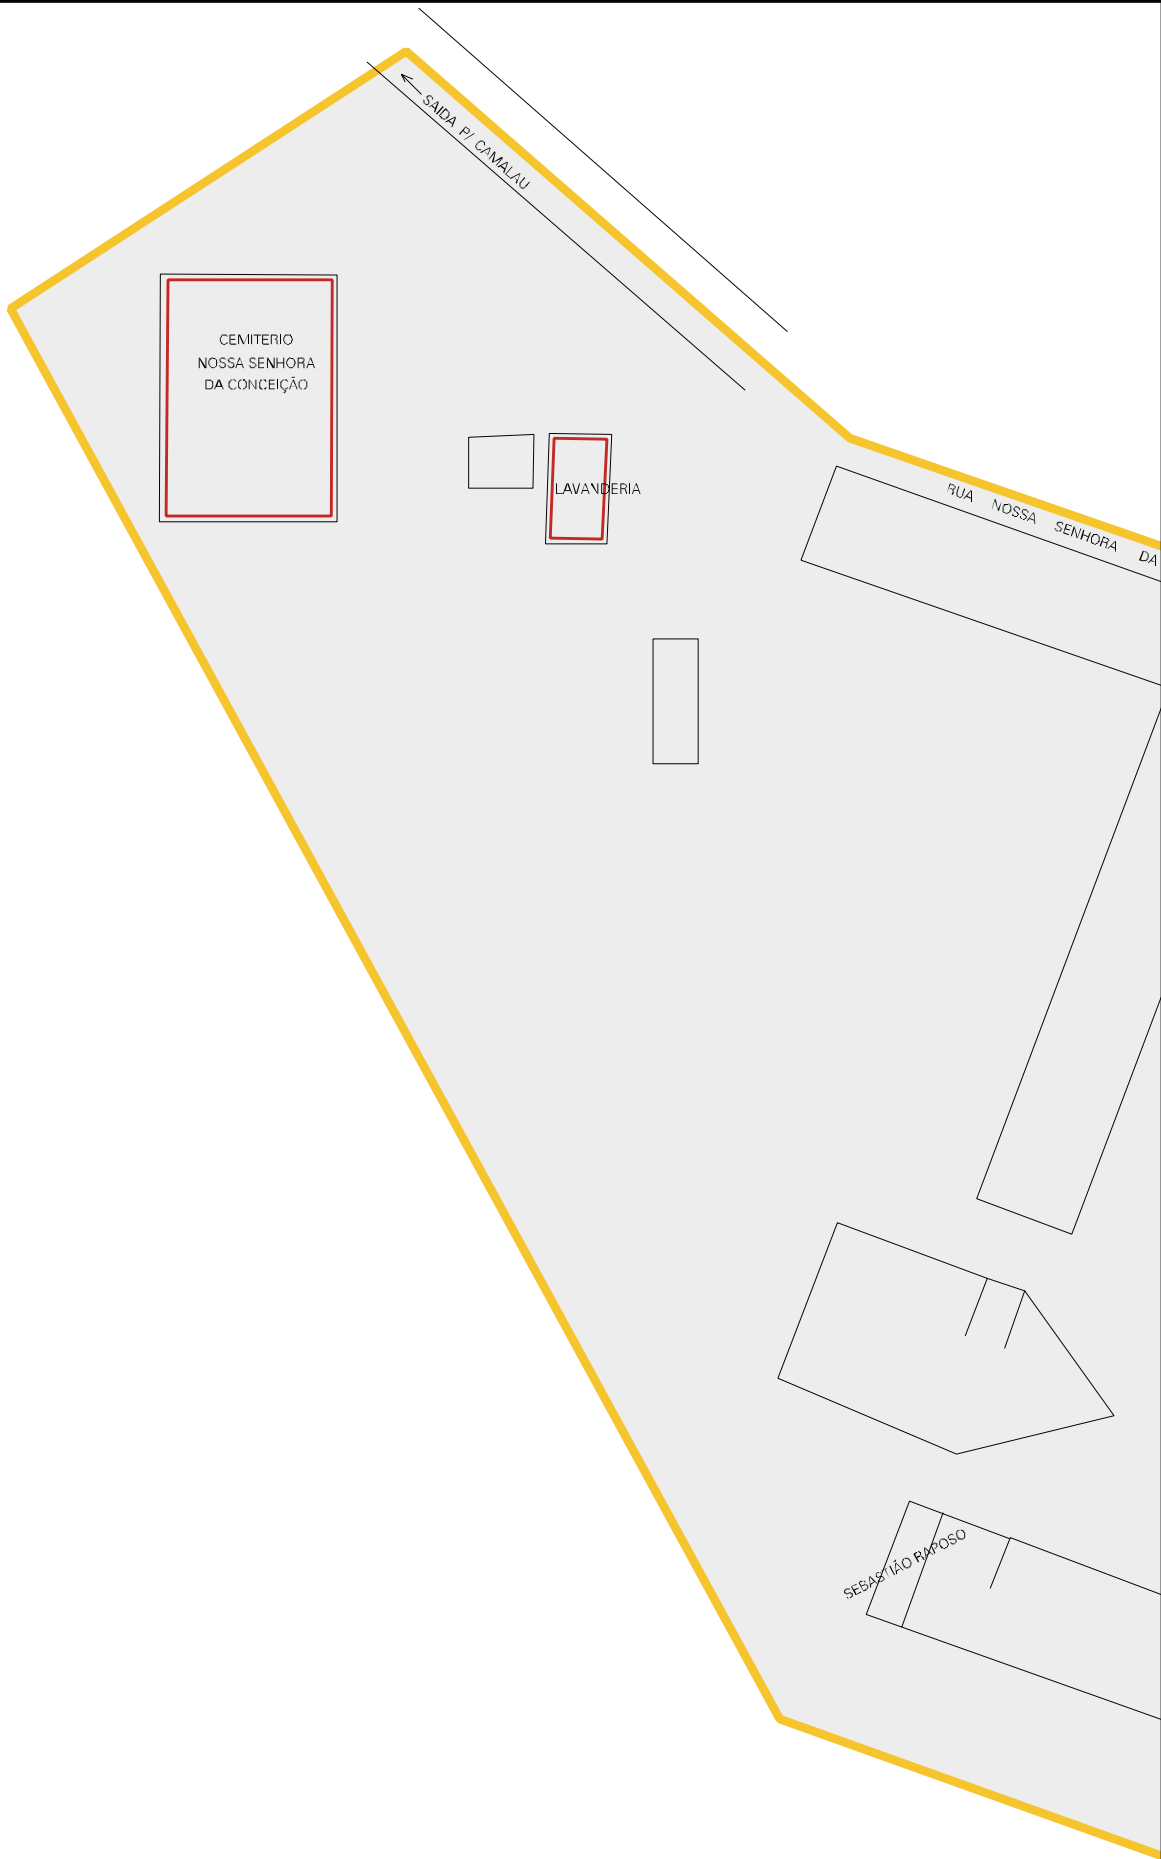 SAIDA P/ CAMALAU
CEMITERIO
NOSSA SENHORA
DA CONCEIÇÃO
LAVANDERIA
RUA NOSSA SENHORA DA
SEBASTIÃO RAPOSO